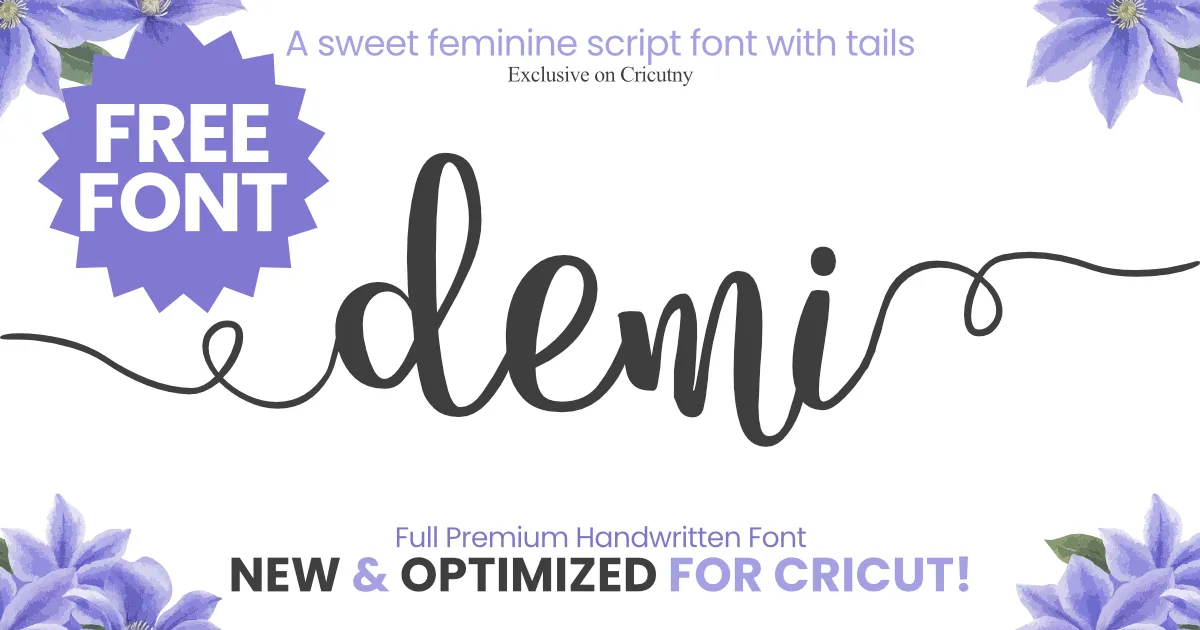 A sweet feminine script font with tails
Exclusive on Cricutny
FREE
FONT
demi
Full Premium Handwritten Font
NEW & OPTIMIZED FOR CRICUT!